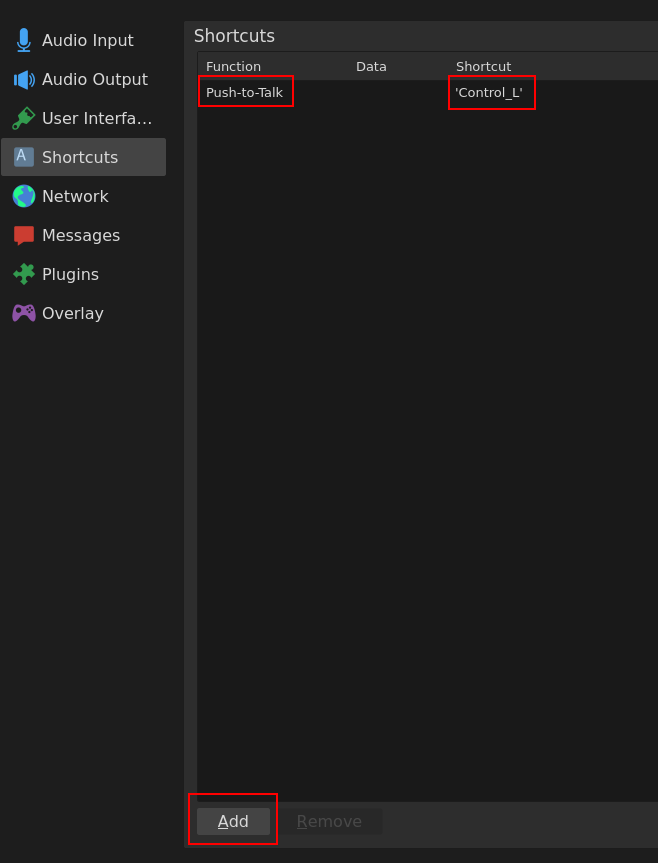 Audio Input
Audio Output
User Interfa...
Shortcuts
Network
Messages
Plugins
Overlay
Shortcuts
Function Data Shortcut
Push-to-Talk 'Control_L'
Add Remove